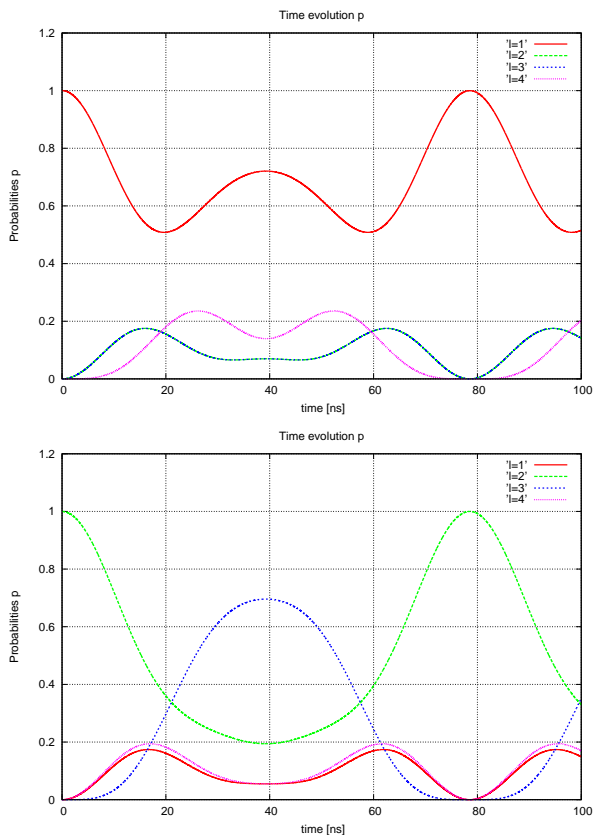 Time evolution p
1.2
'l=1'
'l=2'
'l=3'
'l=4'
1
0.8
0.6
0.4
0.2
0
Probabilities p
0 20 40 60 80 100
time [ns]
Time evolution p
1.2
'l=1'
'l=2'
'l=3'
'l=4'
1
0.8
0.6
0.4
0.2
0
Probabilities p
0 20 40 60 80 100
time [ns]